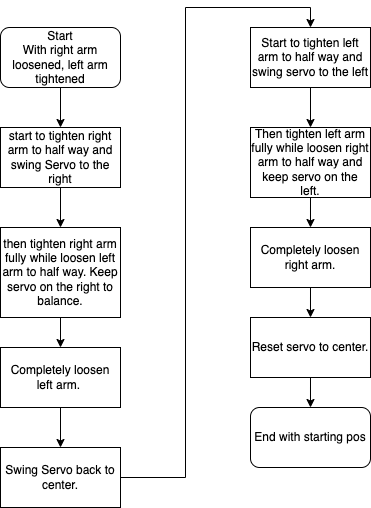 Start
With right arm
loosened, left arm
tightened
start to tighten right
arm to half way and
swing Servo to the
right
then tighten right arm
fully while loosen left
arm to half way. Keep
servo on the right to
balance.
Completely loosen
left arm.
Swing Servo back to
center.
Start to tighten left
arm to half way and
swing servo to the left
Then tighten left arm
fully while loosen right
arm to half way and
keep servo on the
left.
Completely loosen
right arm.
Reset servo to center.
End with starting pos